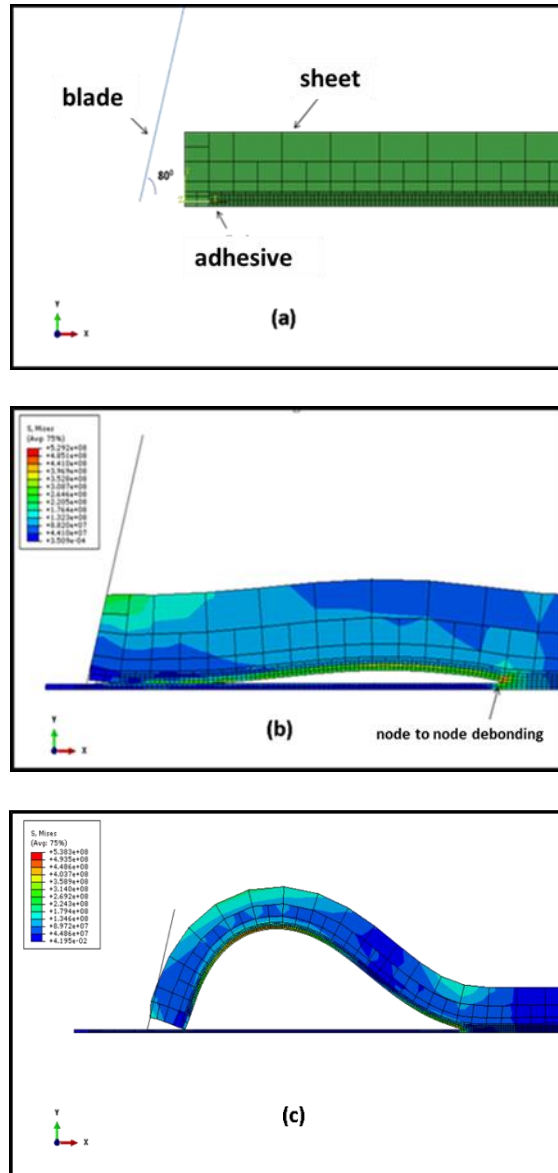 sheet
blade
80⁰
adhesive
Y
X
(a)
S, Mises
(Avg: 75%)
+5.292e+08
+4.851e+08
+4.410e+08
+3.969e+08
+3.528e+08
+3.087e+08
+2.646e+08
+2.205e+08
+1.764e+08
+1.323e+08
+8.820e+07
+4.410e+07
+3.509e-04
Y
X
(b)
node to node debonding
S, Mises
(Avg: 75%)
+5.383e+08
+4.935e+08
+4.486e+08
+4.037e+08
+3.589e+08
+3.140e+08
+2.692e+08
+2.243e+08
+1.794e+08
+1.346e+08
+8.972e+07
+4.486e+07
+4.195e-02
Y
X
(c)